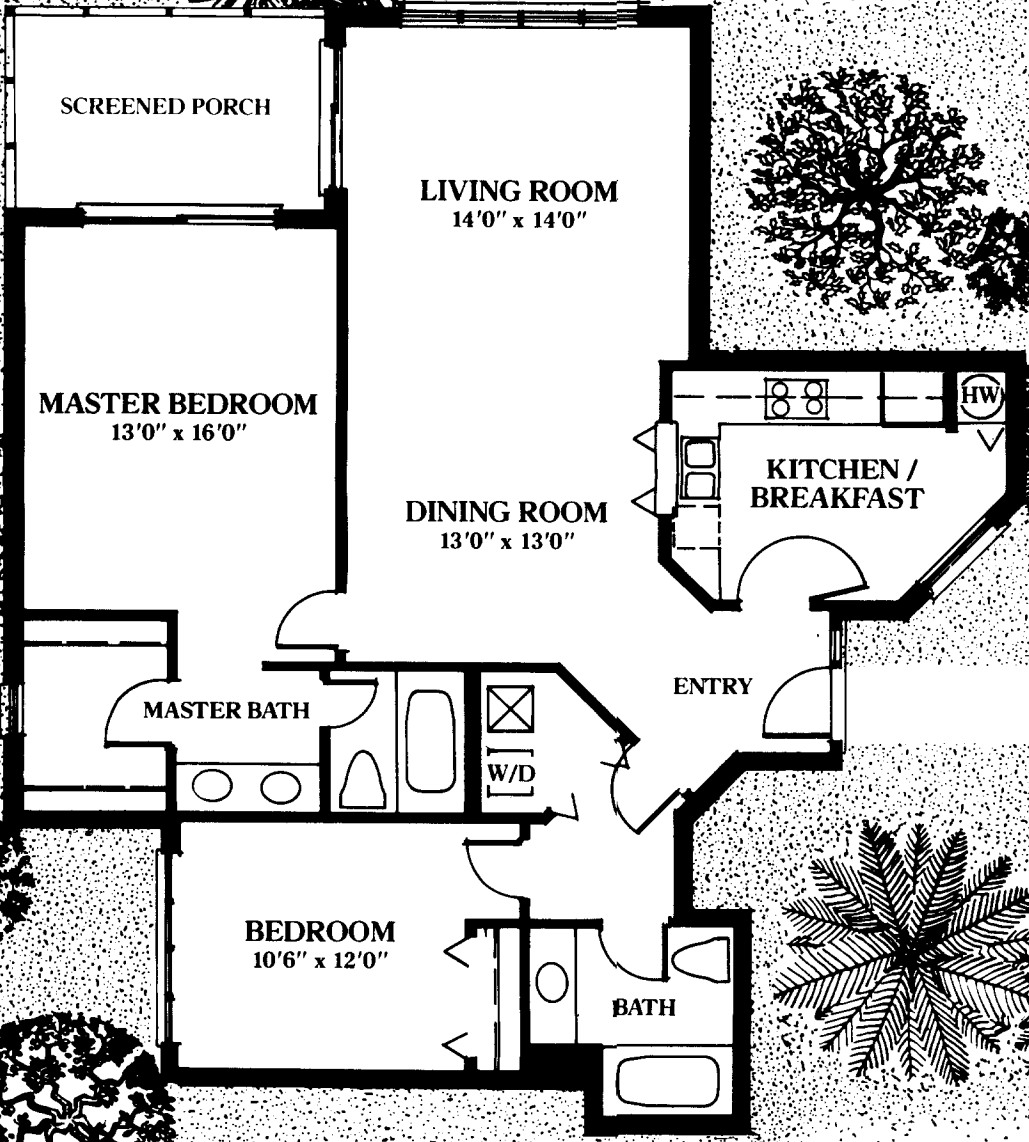 SCREENED PORCH
LIVING ROOM
14'0" x 14'0"
MASTER BEDROOM
13'0" x 16'0"
HW
KITCHEN /
BREAKFAST
DINING ROOM
13'0" x 13'0"
ENTRY
MASTER BATH
W/D
BEDROOM
10'6" x 12'0"
BATH